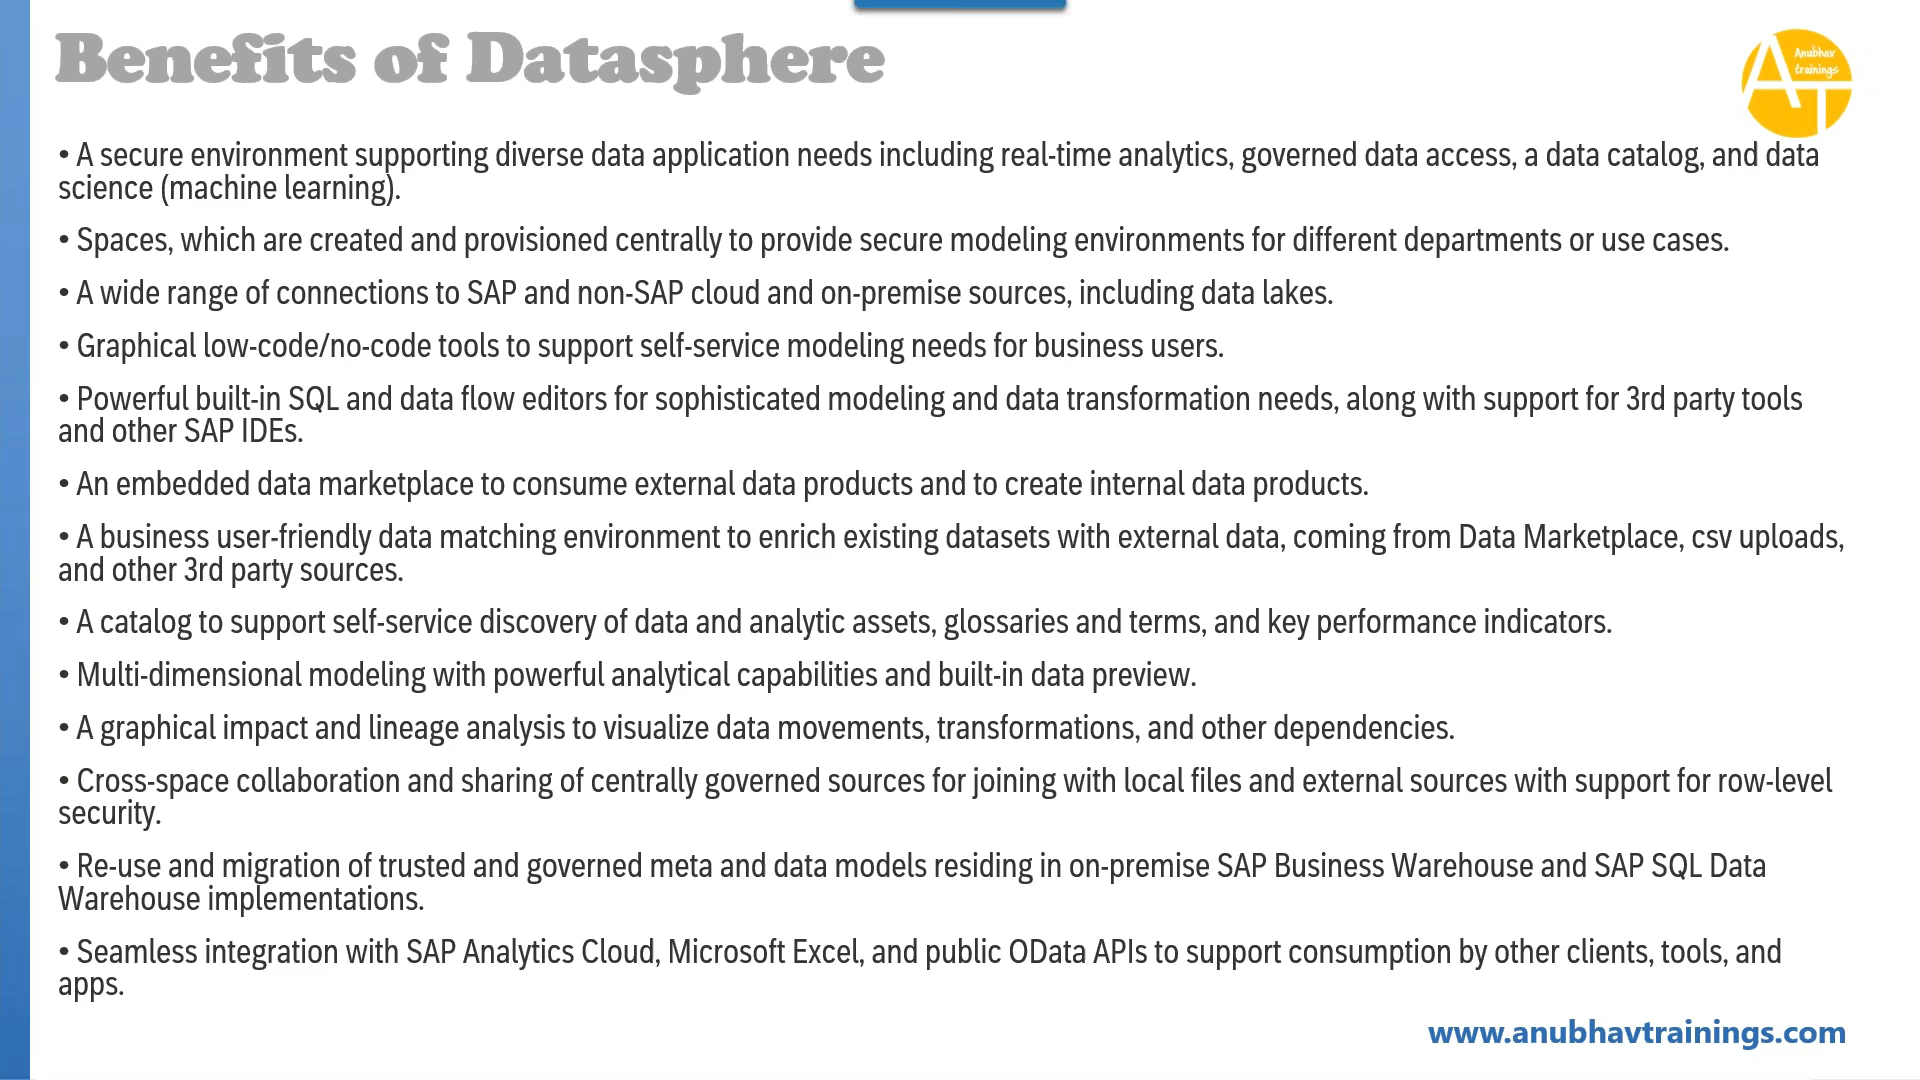 Benefits of Datasphere
Anubhav
trainings
AT
• A secure environment supporting diverse data application needs including real-time analytics, governed data access, a data catalog, and data
science (machine learning).
• Spaces, which are created and provisioned centrally to provide secure modeling environments for different departments or use cases.
• A wide range of connections to SAP and non-SAP cloud and on-premise sources, including data lakes.
• Graphical low-code/no-code tools to support self-service modeling needs for business users.
• Powerful built-in SQL and data flow editors for sophisticated modeling and data transformation needs, along with support for 3rd party tools
and other SAP IDEs.
• An embedded data marketplace to consume external data products and to create internal data products.
• A business user-friendly data matching environment to enrich existing datasets with external data, coming from Data Marketplace, csv uploads,
and other 3rd party sources.
• A catalog to support self-service discovery of data and analytic assets, glossaries and terms, and key performance indicators.
• Multi-dimensional modeling with powerful analytical capabilities and built-in data preview.
• A graphical impact and lineage analysis to visualize data movements, transformations, and other dependencies.
• Cross-space collaboration and sharing of centrally governed sources for joining with local files and external sources with support for row-level
security.
• Re-use and migration of trusted and governed meta and data models residing in on-premise SAP Business Warehouse and SAP SQL Data
Warehouse implementations.
• Seamless integration with SAP Analytics Cloud, Microsoft Excel, and public OData APIs to support consumption by other clients, tools, and
apps.
www.anubhavtrainings.com